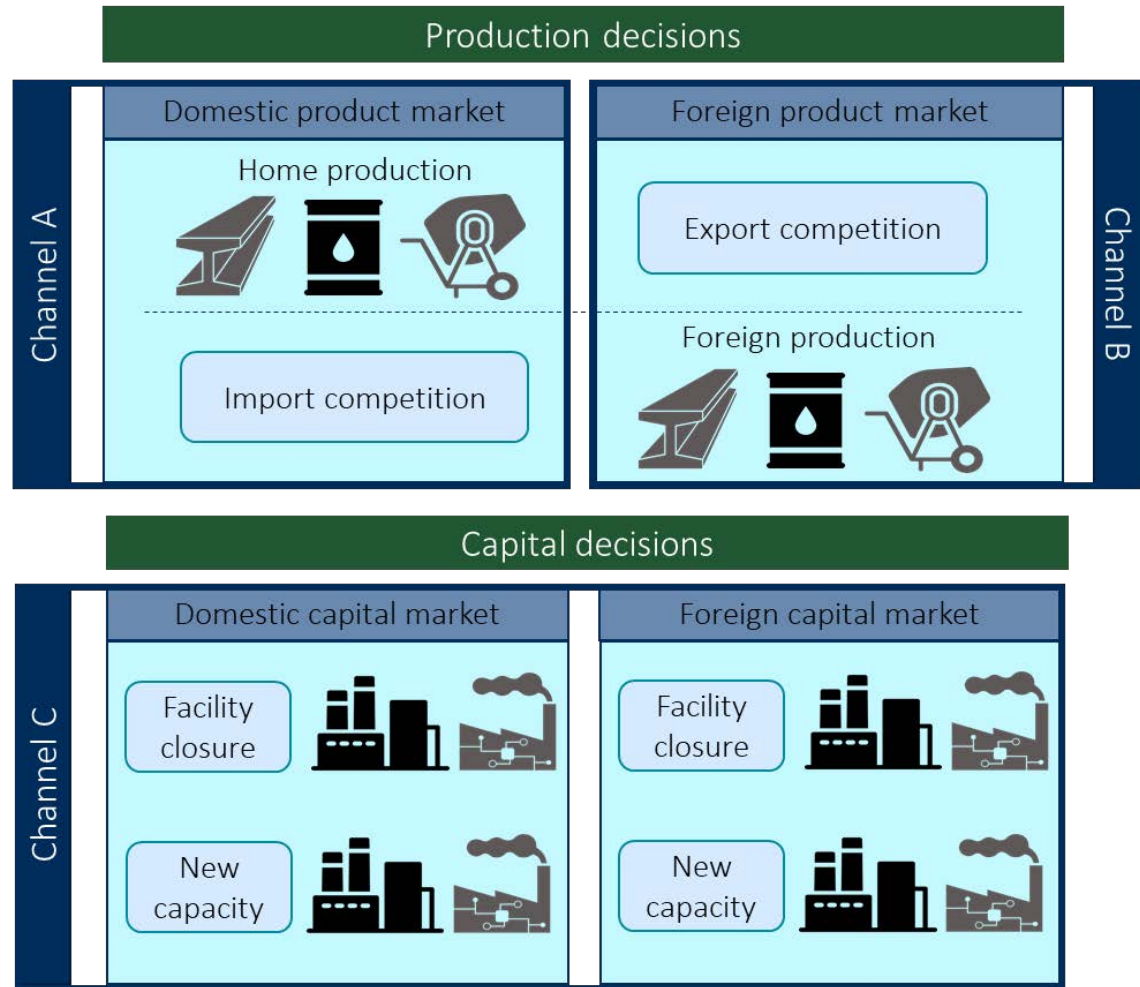 Production decisions
Channel A
Domestic product market
Home production
Import competition
Foreign product market
Export competition
Foreign production
Channel B
Capital decisions
Channel C
Domestic capital market
Facility
closure
New
capacity
Foreign capital market
Facility
closure
New
capacity